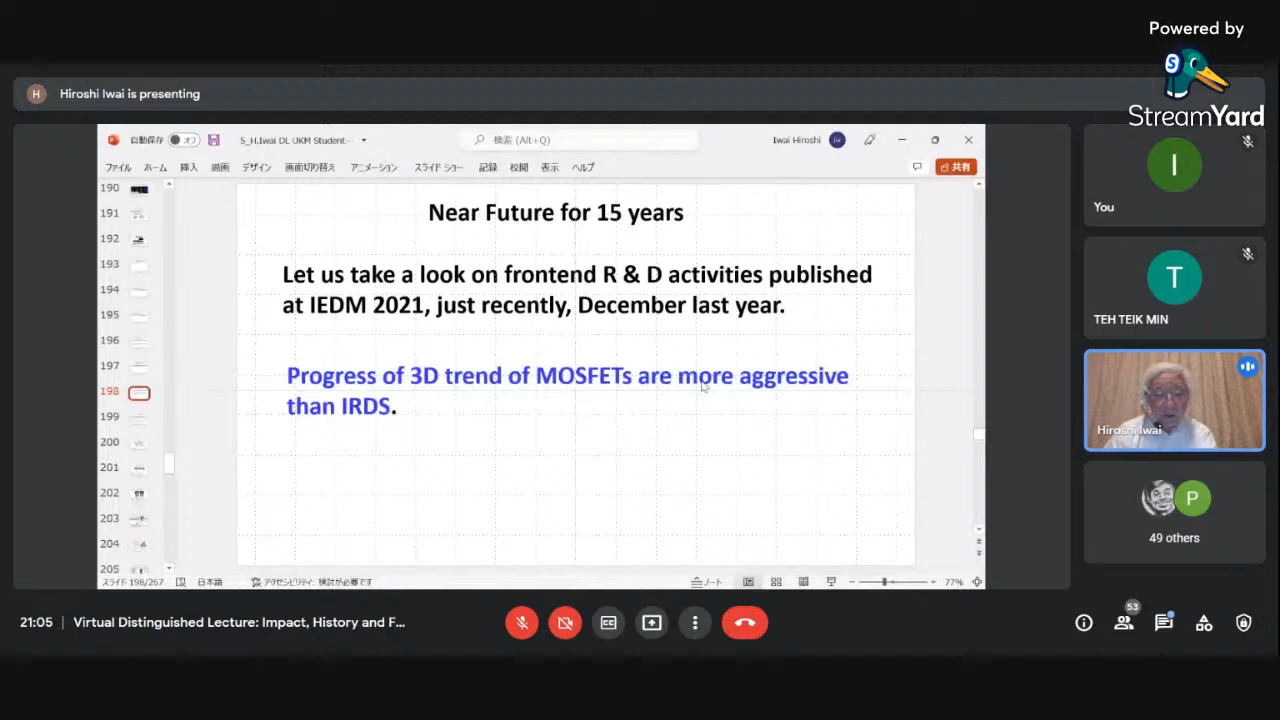 Powered by
StreamYard
H
Hiroshi Iwai is presenting
自動保存
オフ
5_H.Iwai DL UKM Student...
検索 (Alt+Q)
Iwai Hiroshi
ファイル ホーム 挿入 描画 デザイン 画面切り替え アニメーション スライド ショー 記録 校閲 表示 ヘルプ
共有
190
191
192
193
194
195
196
197
198
199
200
201
202
203
204
205
Near Future for 15 years
Let us take a look on frontend R & D activities published
at IEDM 2021, just recently, December last year.
Progress of 3D trend of MOSFETs are more aggressive
than IRDS.
スライド 198/267
日本語
アクセシビリティ: 検討が必要です
ノート
77%
I
You
T
TEH TEIK MIN
Hiroshi Iwai
P
49 others
21:05 | Virtual Distinguished Lecture: Impact, History and F...
CC
53